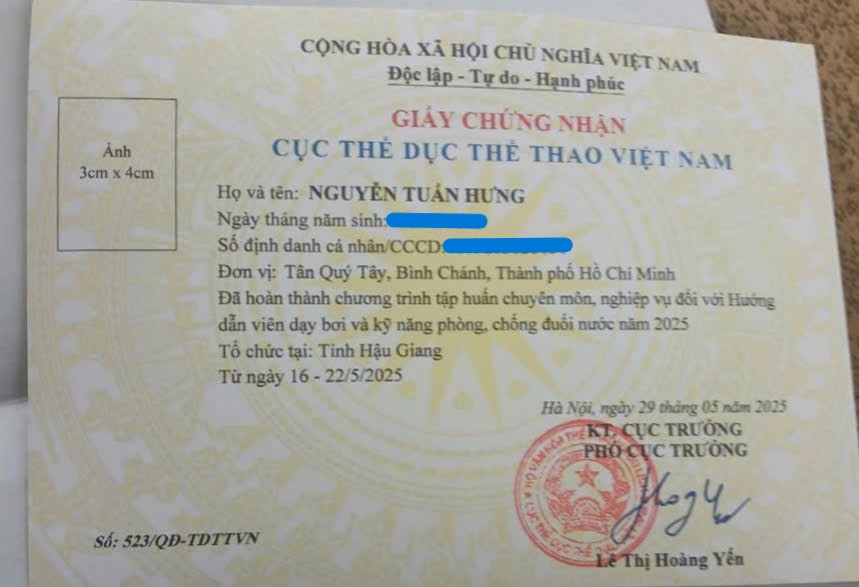 CỘNG HÒA XÃ HỘI CHỦ NGHĨA VIỆT NAM
Độc lập - Tự do - Hạnh phúc
GIẤY CHỨNG NHẬN
CỤC THỂ DỤC THỂ THAO VIỆT NAM
Ảnh
3cm x 4cm
Họ và tên: NGUYỄN TUẤN HƯNG
Ngày tháng năm sinh:
Số định danh cá nhân/CCCD:
Đơn vị: Tân Quý Tây, Bình Chánh, Thành phố Hồ Chí Minh
Đã hoàn thành chương trình tập huấn chuyên môn, nghiệp vụ đối với Hướng
dẫn viên dạy bơi và kỹ năng phòng, chống đuối nước năm 2025
Tổ chức tại: Tỉnh Hậu Giang
Từ ngày 16 - 22/5/2025
Hà Nội, ngày 29 tháng 05 năm 2025
KT. CỤC TRƯỞNG
PHÓ CỤC TRƯỞNG
Lê Thị Hoàng Yến
Số: 523/QĐ-TDTTVN